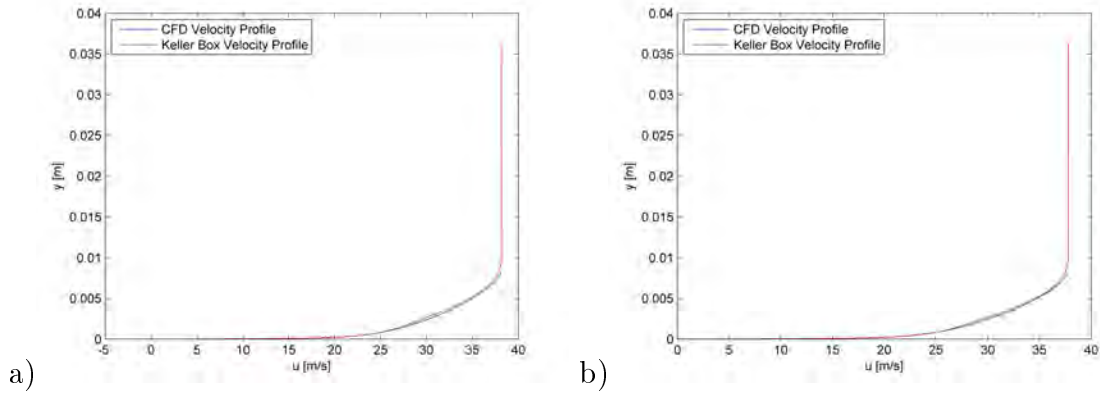 0.04
CFD Velocity Profile
Keller Box Velocity Profile
0.035
0.03
0.025
y [m]
0.02
0.015
0.01
0.005
0
-5 0 5 10 15 20 25 30 35 40
u [m/s]
a)
0.04
CFD Velocity Profile
Keller Box Velocity Profile
0.035
0.03
0.025
y [m]
0.02
0.015
0.01
0.005
0
0 5 10 15 20 25 30 35 40
u [m/s]
b)